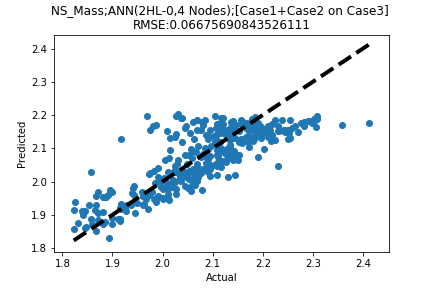 NS_Mass;ANN(2HL-0,4 Nodes);[Case1+Case2 on Case3]
RMSE:0.06675690843526111
2.4
2.3
2.2
2.1
2.0
1.9
1.8
Predicted
1.8 1.9 2.0 2.1 2.2 2.3 2.4
Actual